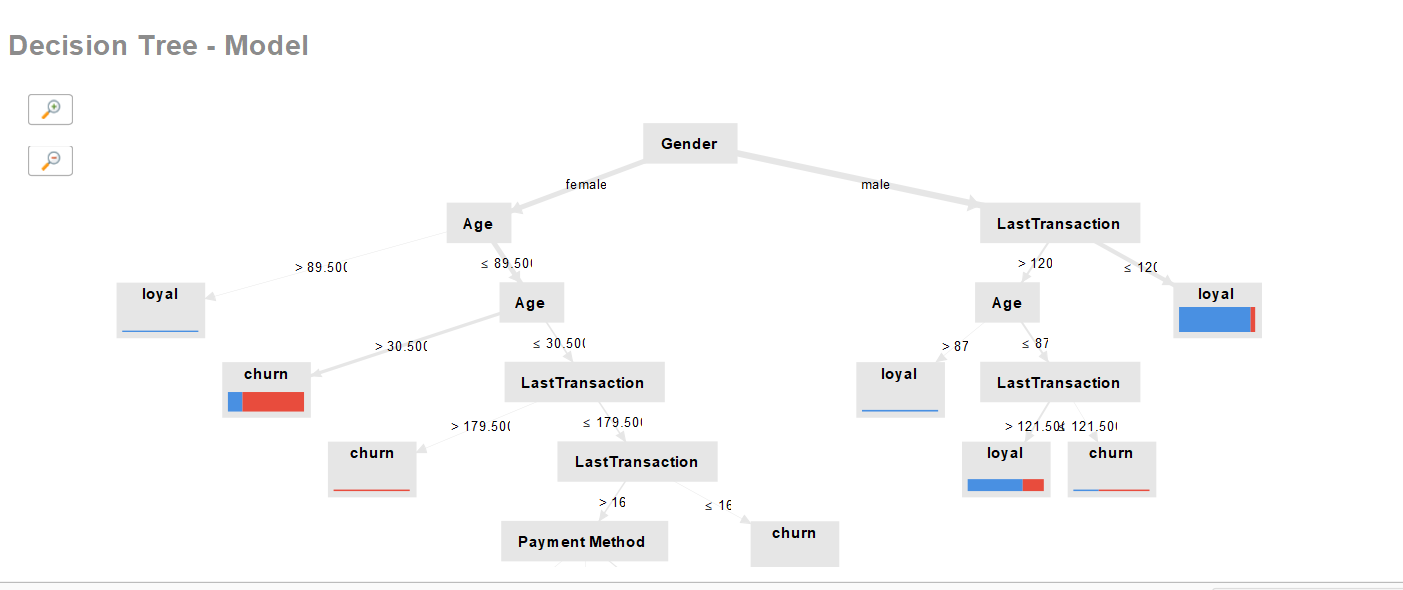 Decision Tree - Model
Gender
female
male
Age
LastTransaction
> 89.500
≤ 89.500
> 120
≤ 120
loyal
Age
Age
loyal
> 30.500
≤ 30.500
> 87
≤ 87
churn
LastTransaction
loyal
LastTransaction
> 179.500
≤ 179.500
> 121.500
≤ 121.500
churn
LastTransaction
loyal
churn
> 16
≤ 16
Payment Method
churn